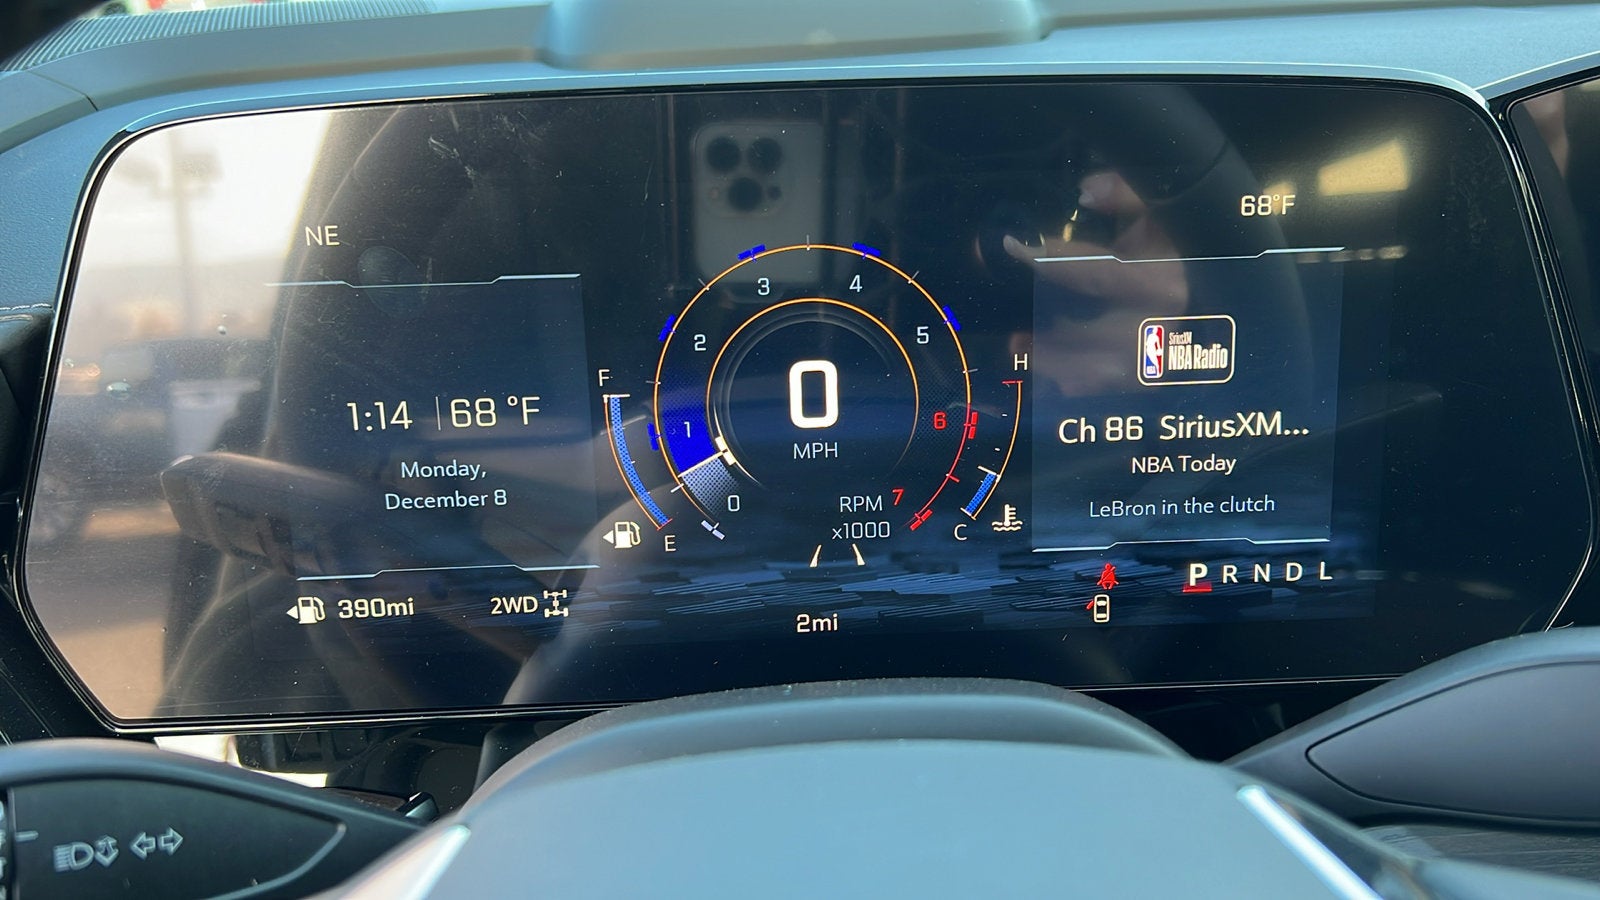 NE
68°F
1:14 | 68 °F
Monday,
December 8
390mi
2WD
F
E
0
1
2
3
4
5
6
7
0
MPH
RPM
x1000
2mi
H
C
SiriusXM
NBA Radio
NBA
Ch 86 SiriusXM...
NBA Today
LeBron in the clutch
P R N D L